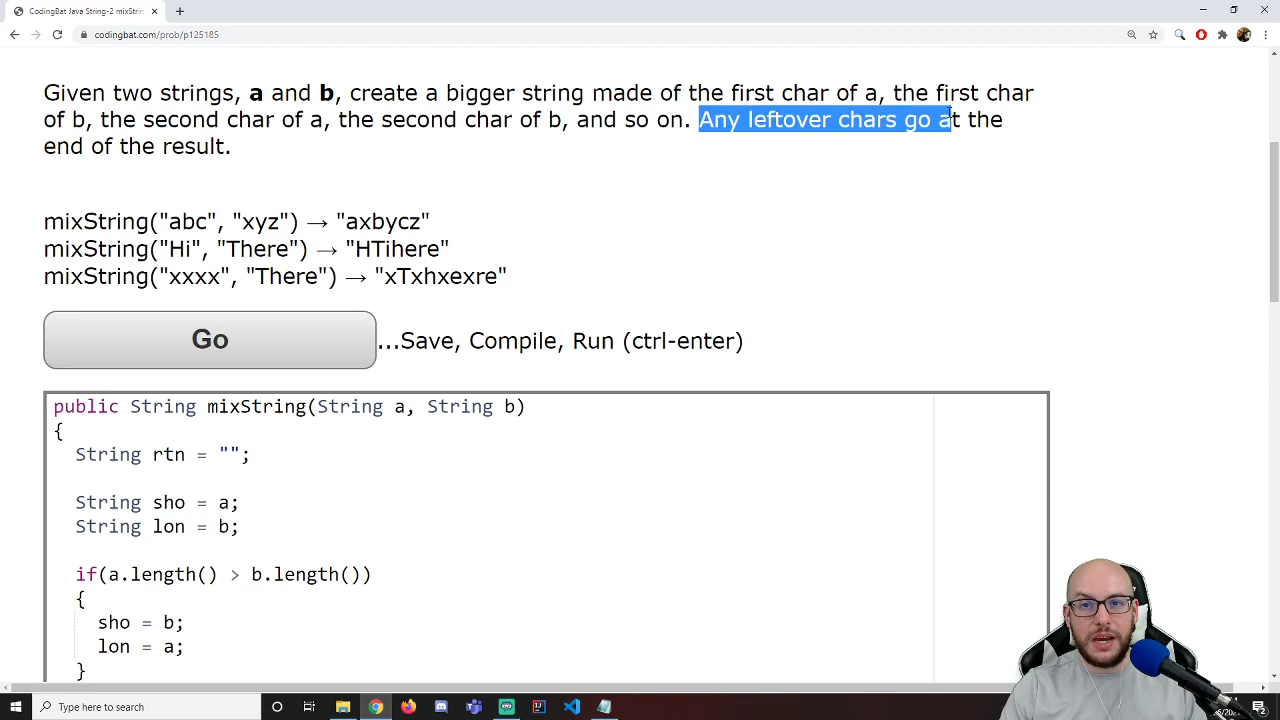 CodingBat Java String-2 mixStrin
codingbat.com/prob/p125185
Given two strings, a and b, create a bigger string made of the first char of a, the first char
of b, the second char of a, the second char of b, and so on. Any leftover chars go at the
end of the result.
mixString("abc", "xyz") → "axbycz"
mixString("Hi", "There") → "HTihere"
mixString("xxxx", "There") → "xTxhxexre"
Go
...Save, Compile, Run (ctrl-enter)
public String mixString(String a, String b)
{
String rtn = "";
String sho = a;
String lon = b;
if(a.length() > b.length())
{
sho = b;
lon = a;
}
Type here to search